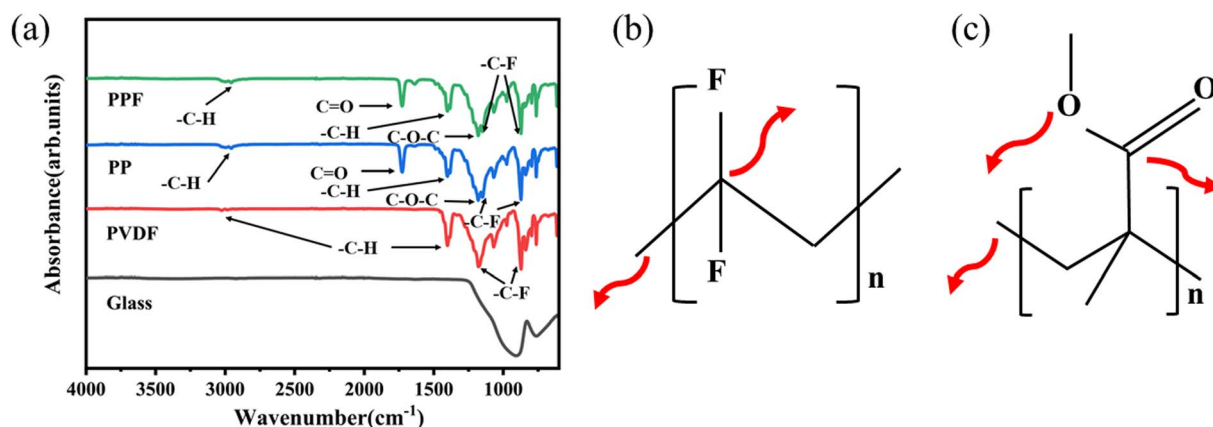 (a)
-C-F
PPF
-C-H
C=O
-C-H
C-O-C
PP
-C-H
C=O
-C-H
C-O-C
-C-F
PVDF
-C-H
-C-F
Glass
Absorbance(arb.units)
4000 3500 3000 2500 2000 1500 1000
Wavenumber(cm-1)
(b)
F
F
n
(c)
O
O
n